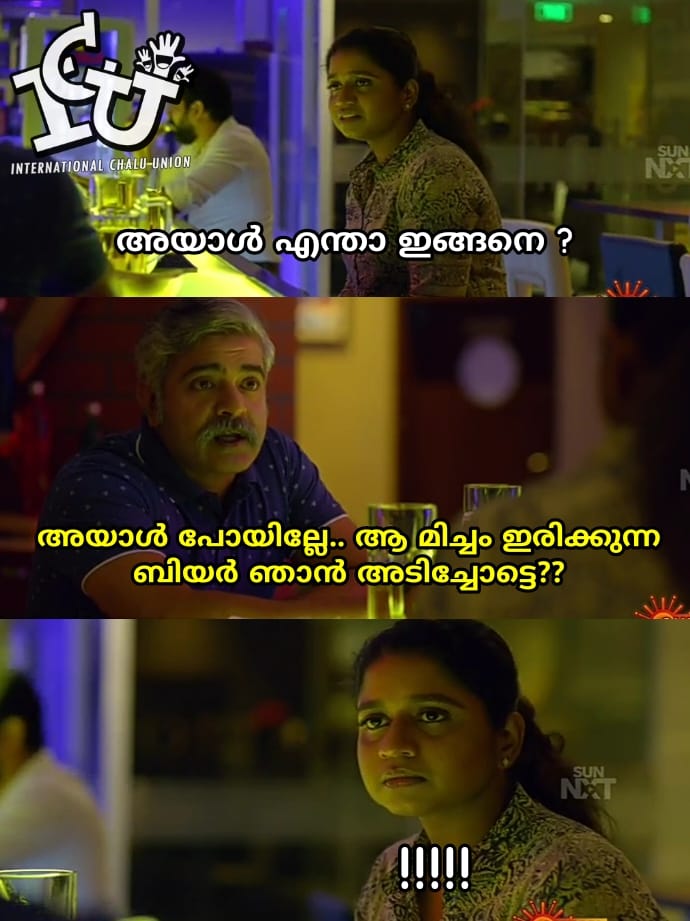 ICU
INTERNATIONAL CHALU-UNION
SUN
NXT
അയാൾ എന്താ ഇങ്ങനെ ?
അയാൾ പോയില്ലേ.. ആ മിച്ചം ഇരിക്കുന്ന
ബിയർ ഞാൻ അടിച്ചോട്ടെ??
SUN
NXT
!!!!!